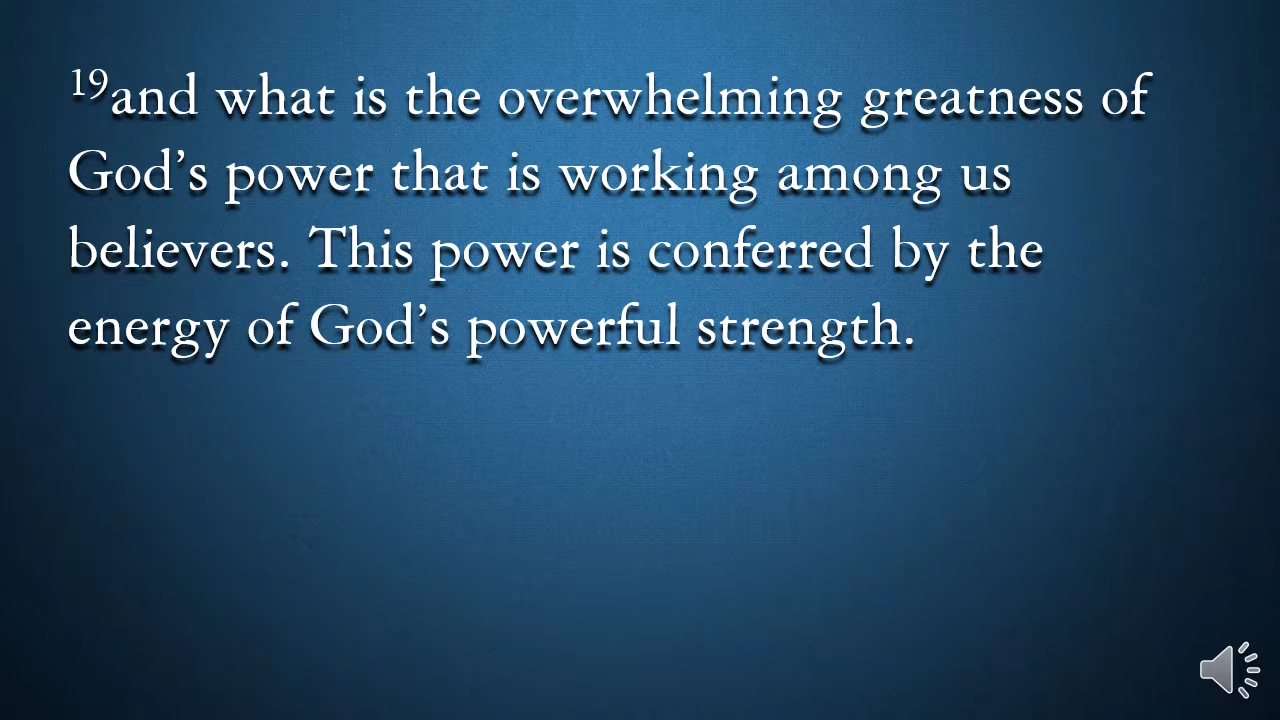 19and what is the overwhelming greatness of
God’s power that is working among us
believers. This power is conferred by the
energy of God’s powerful strength.